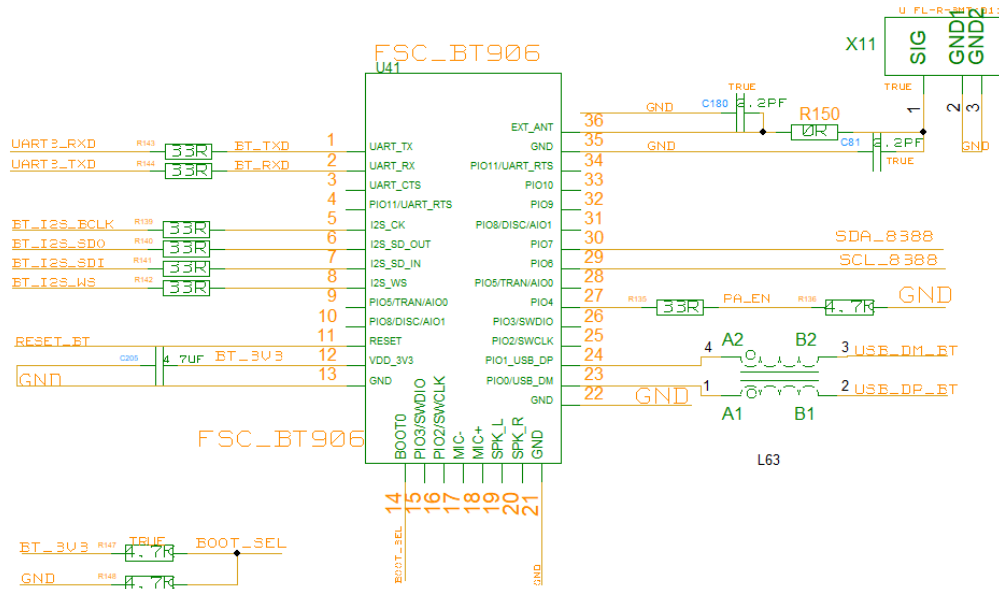 U FL-R-SMT(
X11
SIG
GND1
GND2
TRUE
1
2
3
GND
FSC_BT906
U41
TRUE
GND
C180
2.2PF
R150
0R
C81
2.2PF
TRUE
GND
UART3_RXD
R143
33R
BT_TXD
1
UART_TX
UART3_TXD
R144
33R
BT_RXD
2
UART_RX
3
UART_CTS
4
PIO11/UART_RTS
BT_I2S_BCLK
R139
33R
5
I2S_CK
BT_I2S_SDO
R140
33R
6
I2S_SD_OUT
BT_I2S_SDI
R141
33R
7
I2S_SD_IN
BT_I2S_WS
R142
33R
8
I2S_WS
9
PIO5/TRAN/AIO0
10
PIO8/DISC/AIO1
RESET_BT
11
RESET
C205
4.7UF
BT_3V3
12
VDD_3V3
GND
13
GND
EXT_ANT
36
GND
35
PIO11/UART_RTS
34
PIO10
33
PIO9
32
PIO8/DISC/AIO1
31
PIO7
30
SDA_8388
PIO6
29
SCL_8388
PIO5/TRAN/AIO0
28
PIO4
27
R135
33R
PA_EN
R136
4.7K
GND
PIO3/SWDIO
26
PIO2/SWCLK
25
PIO1_USB_DP
24
PIO0/USB_DM
23
GND
22
GND
4
A2
B2
3
USB_DM_BT
1
A1
B1
2
USB_DP_BT
L63
FSC_BT906
BOOT0
PIO3/SWDIO
PIO2/SWCLK
MIC-
MIC+
SPK_L
SPK_R
GND
14
15
16
17
18
19
20
21
BOOT_SEL
GND
BT_3V3
R147
TRUE
4.7K
BOOT_SEL
GND
R148
4.7K